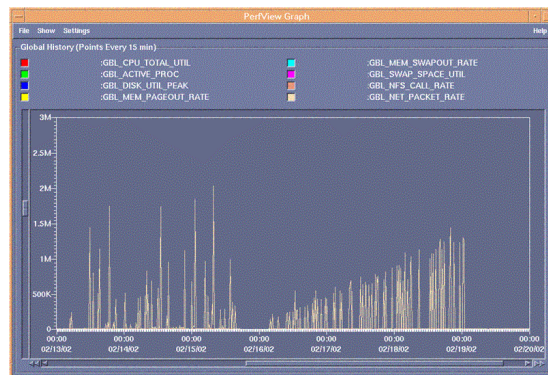 PerfView Graph
File Show Settings Help
Global History (Points Every 15 min)
:GBL_CPU_TOTAL_UTIL :GBL_MEM_SWAPOUT_RATE
:GBL_ACTIVE_PROC :GBL_SWAP_SPACE_UTIL
:GBL_DISK_UTIL_PEAK :GBL_NFS_CALL_RATE
:GBL_MEM_PAGEOUT_RATE :GBL_NET_PACKET_RATE
3M
2.5M
2M
1.5M
1M
500K
0
00:00 00:00 00:00 00:00 00:00 00:00 00:00 00:00
02/13/02 02/14/02 02/15/02 02/16/02 02/17/02 02/18/02 02/19/02 02/20/02